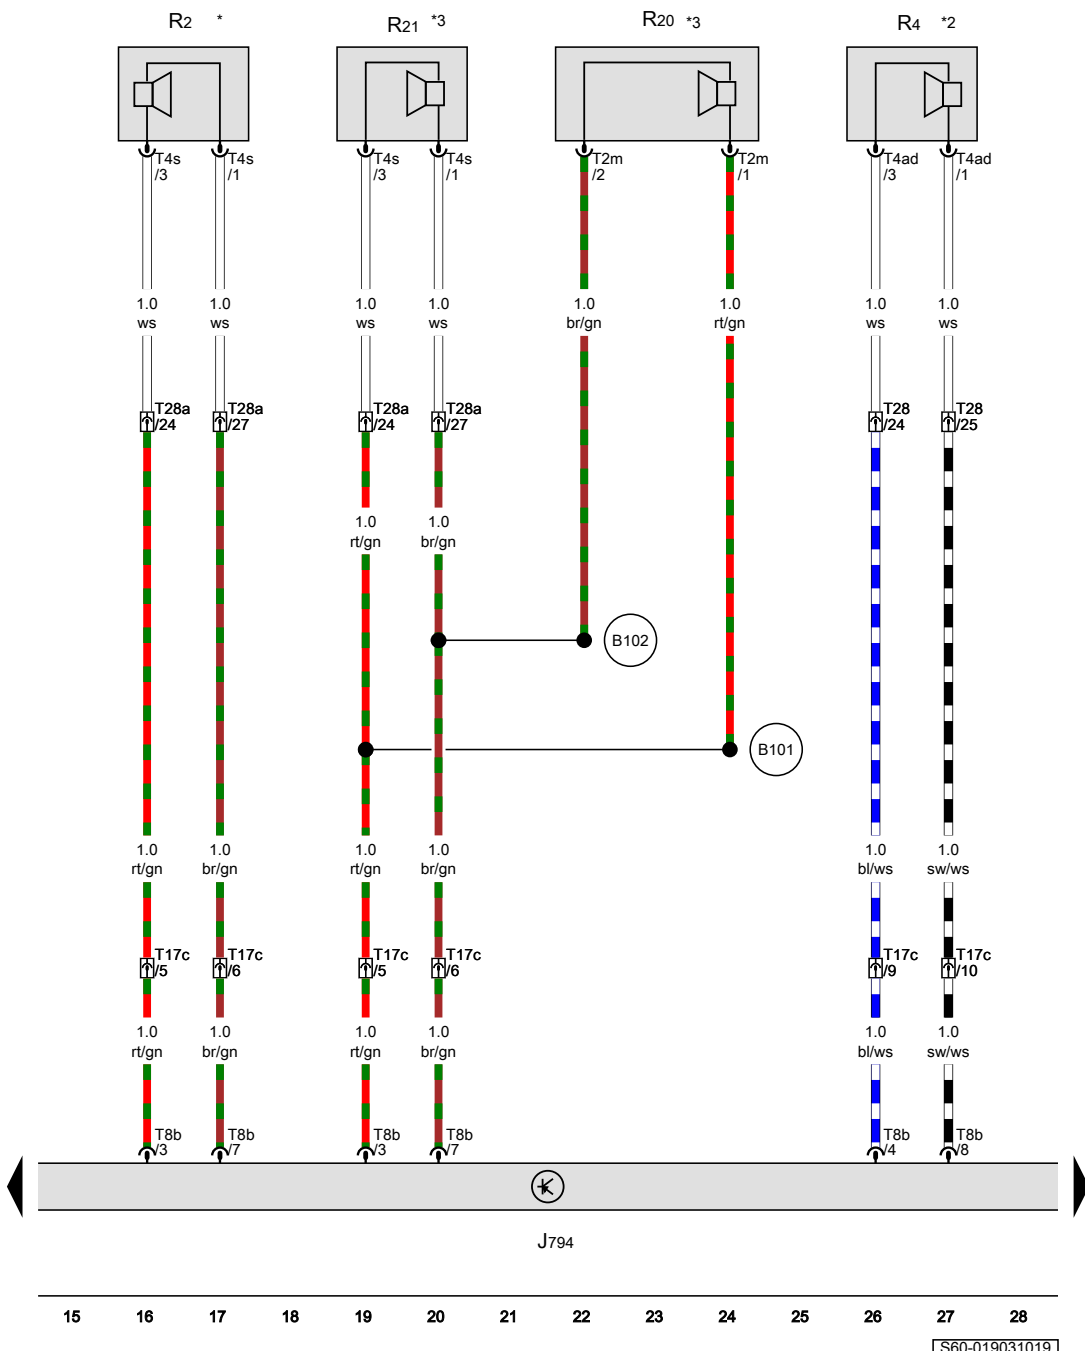 R2 * R21 *3 R20 *3 R4 *2
T4s T4s T4s T4s T2m T2m T4ad T4ad
/3 /1 /3 /1 /2 /1 /3 /1
1.0 1.0 1.0 1.0 1.0 1.0 1.0 1.0
ws ws ws ws br/gn rt/gn ws ws
T28a T28a T28a T28a T28 T28
/24 /27 /24 /27 /24 /25
1.0 1.0
rt/gn br/gn
B102
B101
1.0 1.0 1.0 1.0 1.0 1.0
rt/gn br/gn rt/gn br/gn bl/ws sw/ws
T17c T17c T17c T17c T17c T17c
/5 /6 /5 /6 /9 /10
1.0 1.0 1.0 1.0 1.0 1.0
rt/gn br/gn rt/gn br/gn bl/ws sw/ws
T8b T8b T8b T8b T8b T8b
/3 /7 /3 /7 /4 /8
J794
15 16 17 18 19 20 21 22 23 24 25 26 27 28
S60-019031019